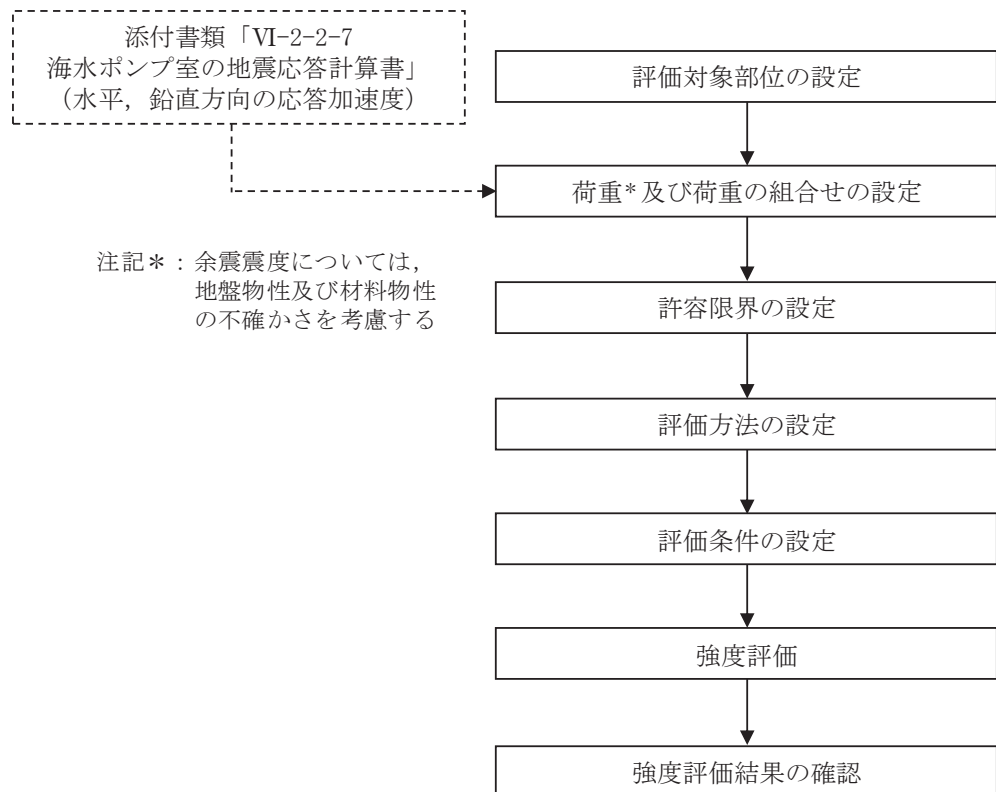 添付書類「Ⅵ-2-2-7
海水ポンプ室の地震応答計算書」
(水平,鉛直方向の応答加速度)
評価対象部位の設定
荷重*及び荷重の組合せの設定
注記*:余震震度については,
地盤物性及び材料物性
の不確かさを考慮する
許容限界の設定
評価方法の設定
評価条件の設定
強度評価
強度評価結果の確認